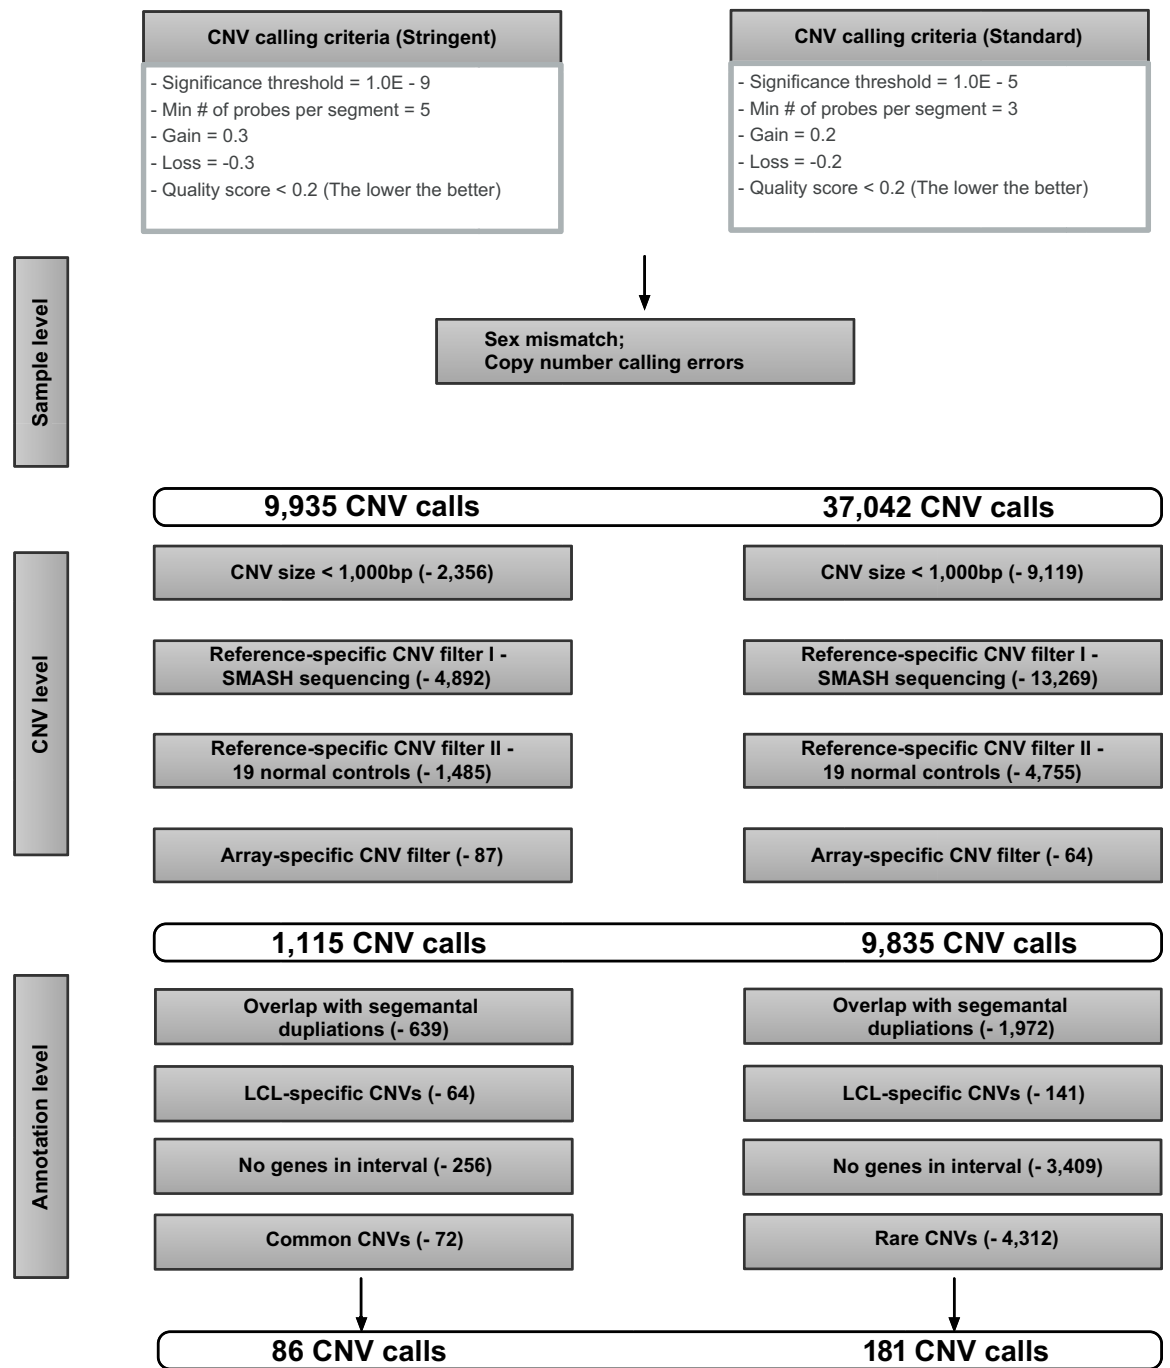 CNV calling criteria (Stringent)
- Significance threshold = 1.0E - 9
- Min # of probes per segment = 5
- Gain = 0.3
- Loss = -0.3
- Quality score < 0.2 (The lower the better)
CNV calling criteria (Standard)
- Significance threshold = 1.0E - 5
- Min # of probes per segment = 3
- Gain = 0.2
- Loss = -0.2
- Quality score < 0.2 (The lower the better)
Sample level
Sex mismatch;
Copy number calling errors
9,935 CNV calls
37,042 CNV calls
CNV level
CNV size < 1,000bp (- 2,356)
CNV size < 1,000bp (- 9,119)
Reference-specific CNV filter I -
SMASH sequencing (- 4,892)
Reference-specific CNV filter I -
SMASH sequencing (- 13,269)
Reference-specific CNV filter II -
19 normal controls (- 1,485)
Reference-specific CNV filter II -
19 normal controls (- 4,755)
Array-specific CNV filter (- 87)
Array-specific CNV filter (- 64)
1,115 CNV calls
9,835 CNV calls
Annotation level
Overlap with segemantal
dupliations (- 639)
Overlap with segemantal
dupliations (- 1,972)
LCL-specific CNVs (- 64)
LCL-specific CNVs (- 141)
No genes in interval (- 256)
No genes in interval (- 3,409)
Common CNVs (- 72)
Rare CNVs (- 4,312)
86 CNV calls
181 CNV calls